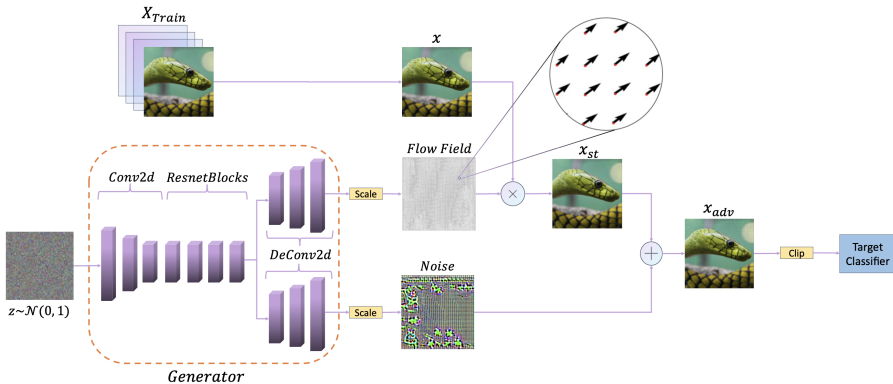 X_Train
x
Flow Field
x_st
Conv2d
ResnetBlocks
Scale
×
x_adv
DeConv2d
Noise
+
Clip
Target
Classifier
z~𝒩(0, 1)
Scale
Generator